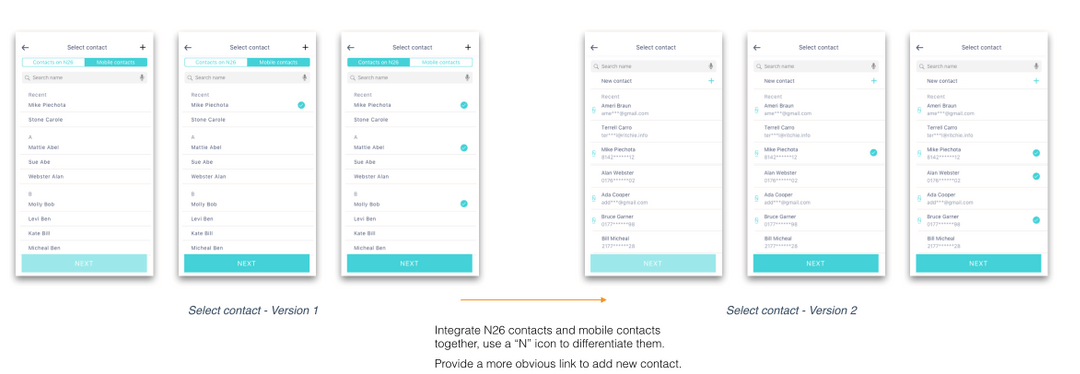 Select contact
Contacts on N26 Mobile contacts
Search name
Recent
Mike Piechota
Stone Carole
A
Mattie Abel
Sue Abe
Webster Alan
B
Molly Bob
Levi Ben
Kate Bill
Micheal Ben
NEXT
Select contact
Contacts on N26 Mobile contacts
Search name
Recent
Mike Piechota
Stone Carole
A
Mattie Abel
Sue Abe
Webster Alan
B
Molly Bob
Levi Ben
Kate Bill
Micheal Ben
NEXT
Select contact
Contacts on N26 Mobile contacts
Search name
Recent
Mike Piechota
Stone Carole
A
Mattie Abel
Sue Abe
Webster Alan
B
Molly Bob
Levi Ben
Kate Bill
Micheal Ben
NEXT
Select contact - Version 1
Select contact
Search name
New contact
Recent
Ameri Braun
ame***@gmail.com
Terrell Carro
ter***@ritchie.info
Mike Piechota
8142******12
Alan Webster
0176******02
Ada Cooper
add***@gmail.com
Bruce Garner
0177******98
Bill Micheal
2177******28
NEXT
Select contact
Search name
New contact
Recent
Ameri Braun
ame***@gmail.com
Terrell Carro
ter***@ritchie.info
Mike Piechota
8142******12
Alan Webster
0176******02
Ada Cooper
add***@gmail.com
Bruce Garner
0177******98
Bill Micheal
2177******28
NEXT
Select contact
Search name
New contact
Recent
Ameri Braun
ame***@gmail.com
Terrell Carro
ter***@ritchie.info
Mike Piechota
8142******12
Alan Webster
0176******02
Ada Cooper
add***@gmail.com
Bruce Garner
0177******98
Bill Micheal
2177******28
NEXT
Select contact - Version 2
Integrate N26 contacts and mobile contacts
together, use a “N” icon to differentiate them.
Provide a more obvious link to add new contact.